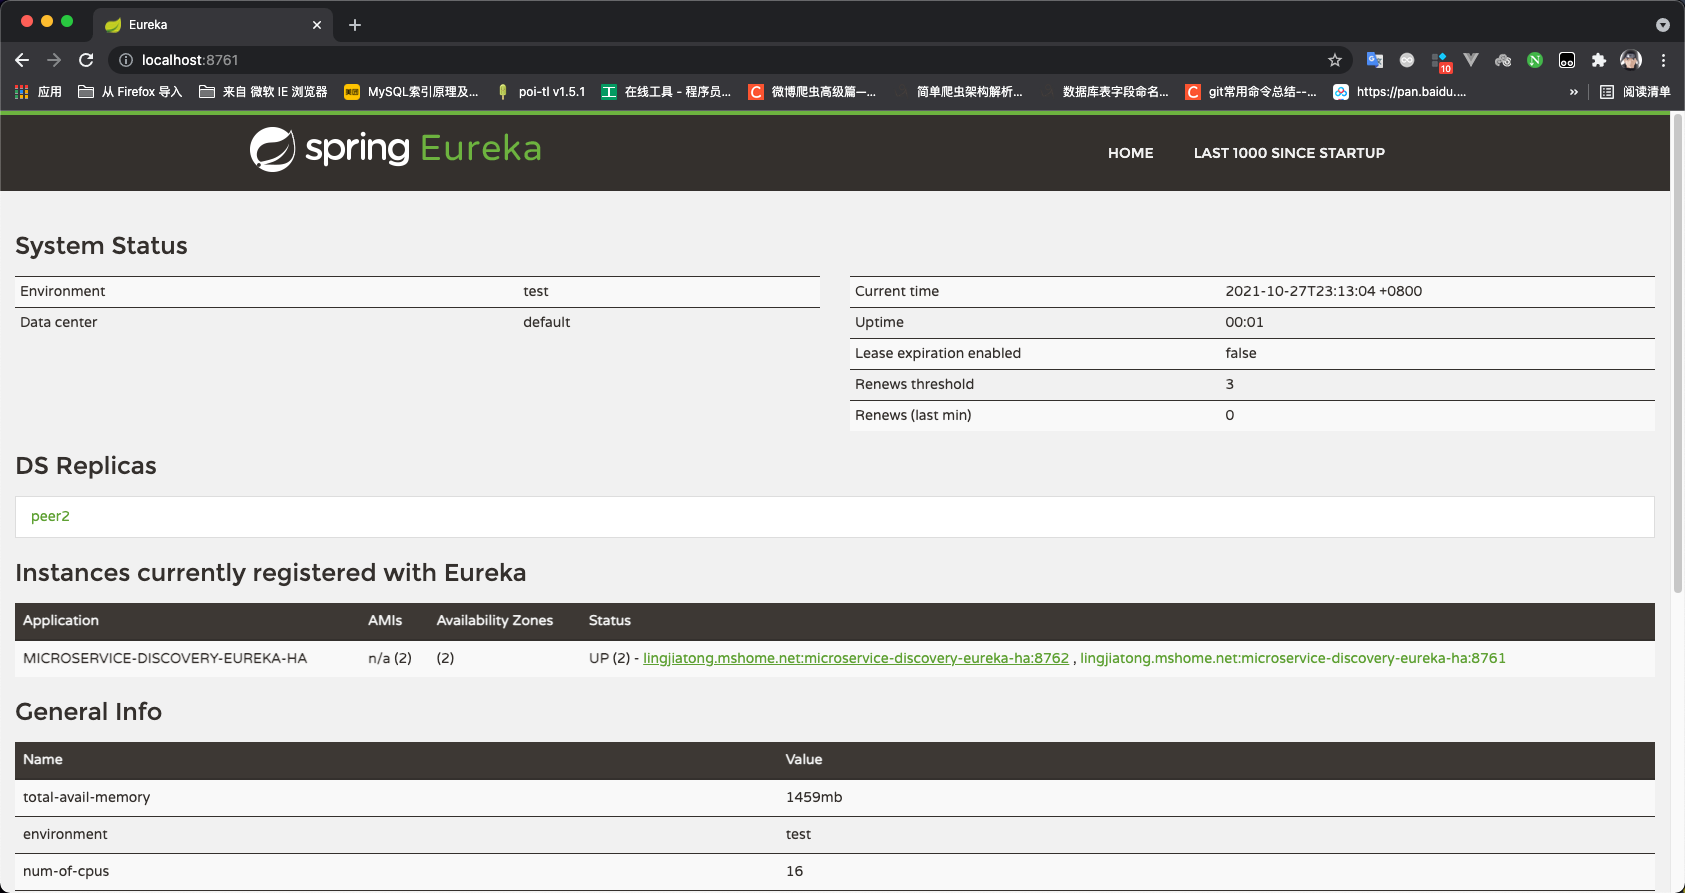 Eureka
localhost:8761
10
应用 从 Firefox 导入 来自 微软 IE 浏览器 美团 MySQL索引原理及... poi-tl v1.5.1 工 在线工具 - 程序员... C 微博爬虫高级篇—... 简单爬虫架构解析... 数据库表字段命名... C git常用命令总结--... https://pan.baidu.... » 阅读清单
spring Eureka HOME LAST 1000 SINCE STARTUP
System Status
Environment test
Data center default
Current time 2021-10-27T23:13:04 +0800
Uptime 00:01
Lease expiration enabled false
Renews threshold 3
Renews (last min) 0
DS Replicas
peer2
Instances currently registered with Eureka
Application AMIs Availability Zones Status
MICROSERVICE-DISCOVERY-EUREKA-HA n/a (2) (2) UP (2) - lingjiatong.mshome.net:microservice-discovery-eureka-ha:8762 , lingjiatong.mshome.net:microservice-discovery-eureka-ha:8761
General Info
Name Value
total-avail-memory 1459mb
environment test
num-of-cpus 16